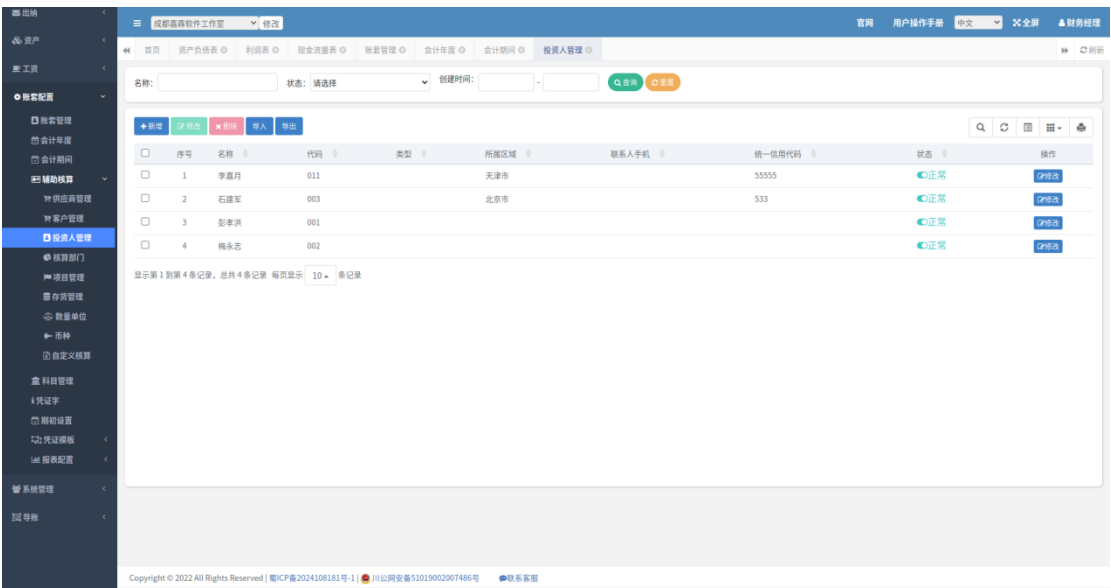 出纳
资产
工资
账套配置
账套管理
会计年度
会计期间
辅助核算
供应商管理
客户管理
投资人管理
核算部门
项目管理
存货管理
数量单位
币种
自定义核算
科目管理
凭证字
期初设置
凭证模板
报表配置
系统管理
导账
成都嘉霖软件工作室 修改 官网 用户操作手册 中文 全屏 财务经理
首页 资产负债表 利润表 现金流量表 账套管理 会计年度 会计期间 投资人管理 刷新
名称: 状态: 请选择 创建时间: - 查询 重置
新增 修改 删除 导入 导出
序号 名称 代码 类型 所属区域 联系人手机 统一信用代码 状态 操作
1 李嘉月 011 天津市 55555 正常 修改
2 石建军 003 北京市 533 正常 修改
3 彭孝洪 001 正常 修改
4 梅永志 002 正常 修改
显示第 1 到第 4 条记录，总共 4 条记录 每页显示 10 条记录
Copyright © 2022 All Rights Reserved | 蜀ICP备2024108181号-1 | 川公网安备51019002007486号 联系客服